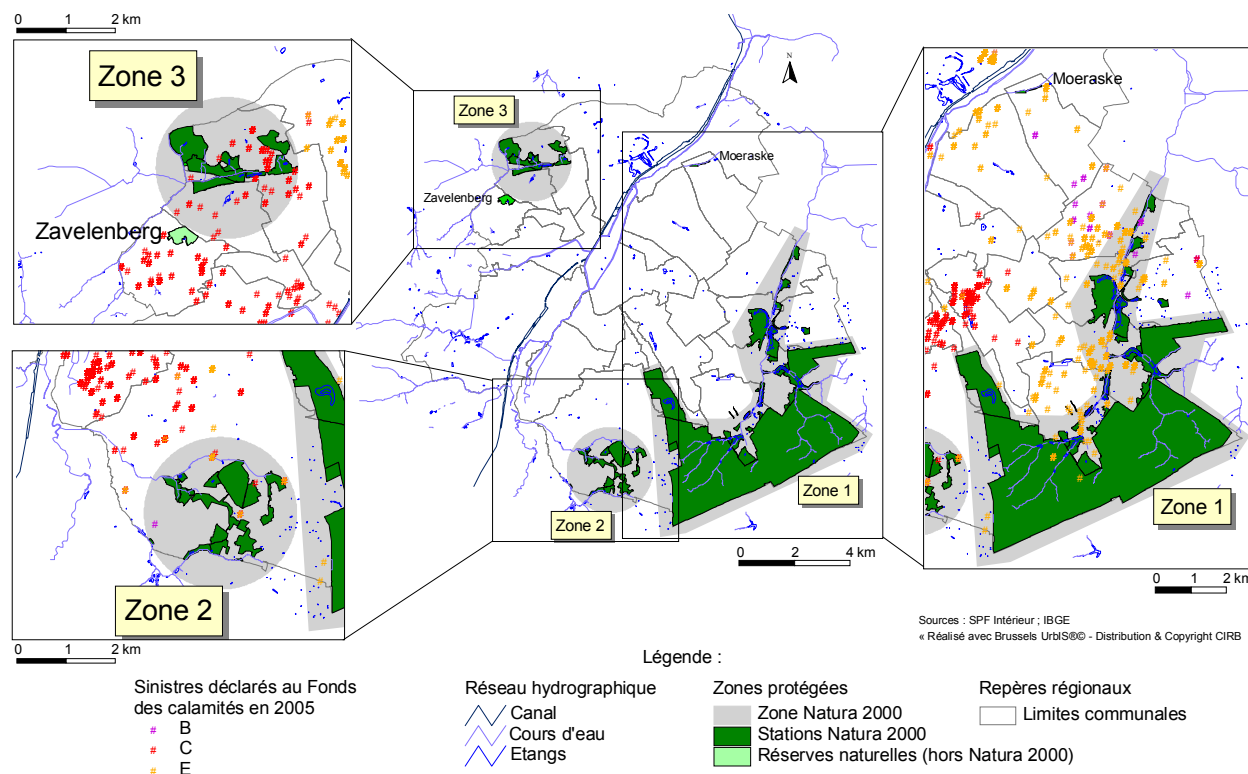 0 1 2 km
Zone 3
Zavelenberg
N
Zone 3
Zavelenberg
Moeraske
Zone 1
Zone 2
0 2 4 km
Moeraske
Zone 1
0 1 2 km
Zone 2
0 1 2 km
Sources : SPF Intérieur ; IBGE
« Réalisé avec Brussels UrbIS®© - Distribution & Copyright CIRB
Légende :
Sinistres déclarés au Fonds
des calamités en 2005
# B
# C
# E
Réseau hydrographique
Canal
Cours d'eau
Etangs
Zones protégées
Zone Natura 2000
Stations Natura 2000
Réserves naturelles (hors Natura 2000)
Repères régionaux
Limites communales